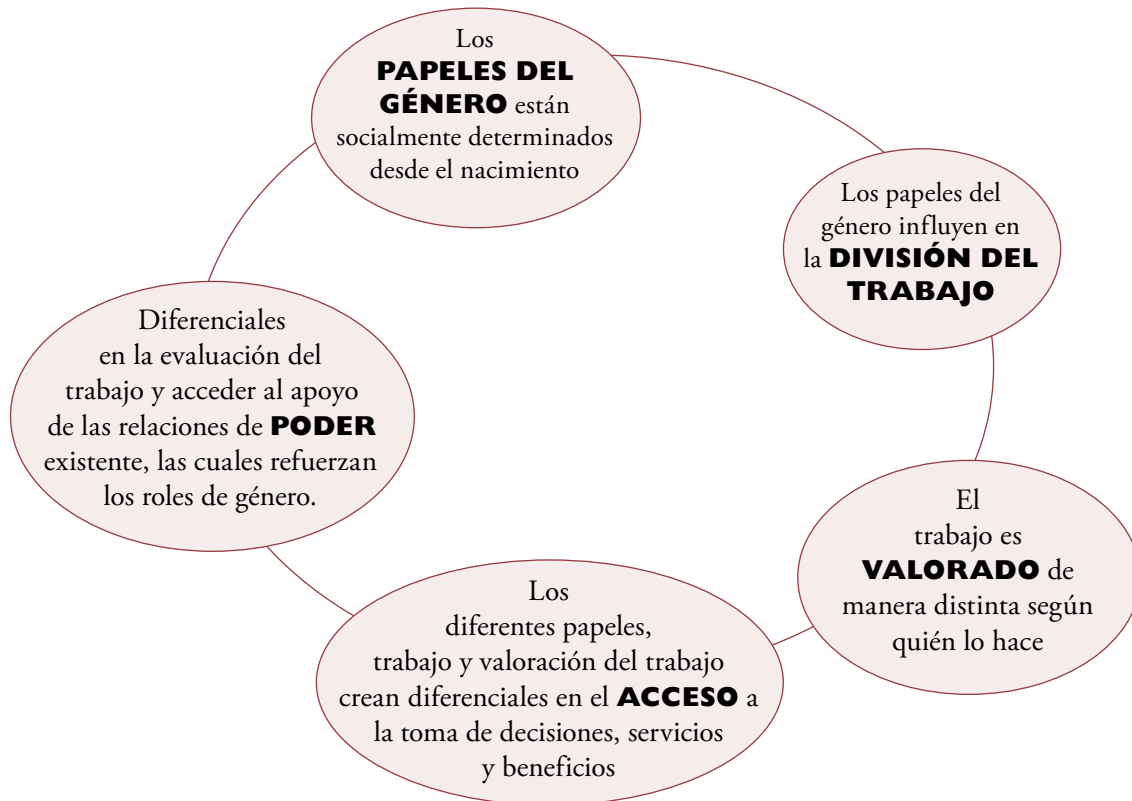 Los
PAPELES DEL
GÉNERO están
socialmente determinados
desde el nacimiento
Los papeles del
género influyen en
la DIVISIÓN DEL
TRABAJO
El
trabajo es
VALORADO de
manera distinta según
quién lo hace
Los
diferentes papeles,
trabajo y valoración del trabajo
crean diferenciales en el ACCESO a
la toma de decisiones, servicios
y beneficios
Diferenciales
en la evaluación del
trabajo y acceder al apoyo
de las relaciones de PODER
existente, las cuales refuerzan
los roles de género.